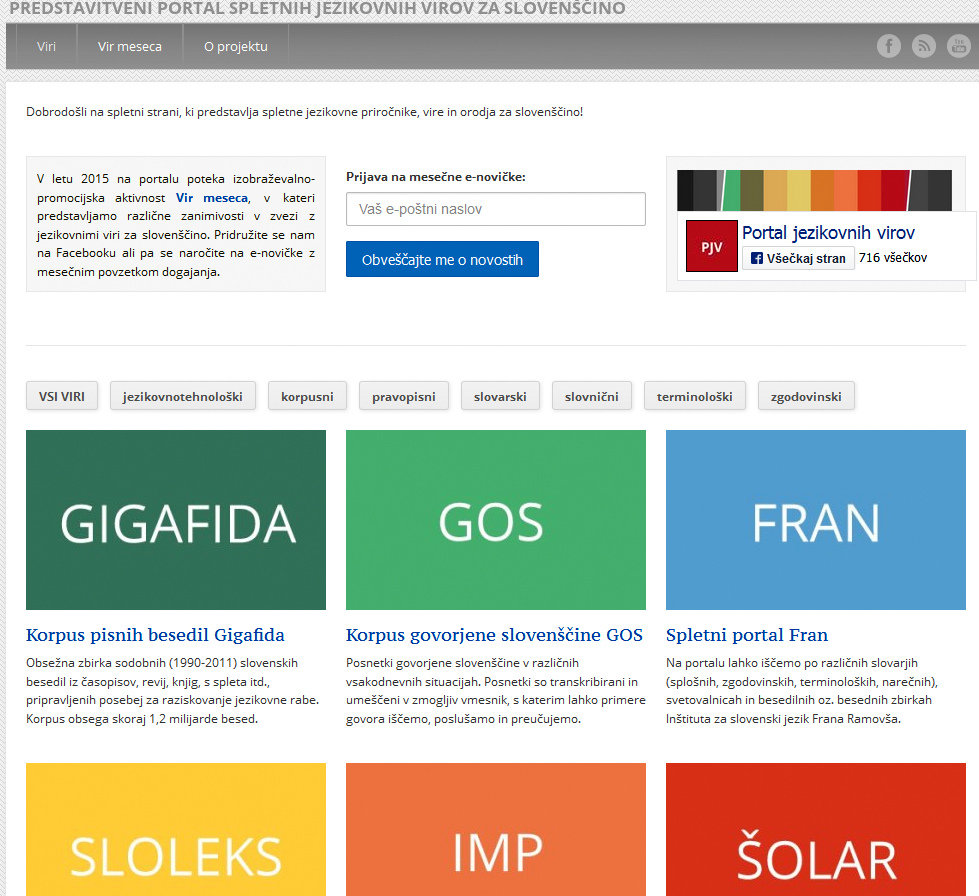 PREDSTAVITVENI PORTAL SPLETNIH JEZIKOVNIH VIROV ZA SLOVENŠČINO
Viri
Vir meseca
O projektu
You Tube
Dobrodošli na spletni strani, ki predstavlja spletne jezikovne priročnike, vire in orodja za slovenščino!
V letu 2015 na portalu poteka izobraževalno-
promocijska aktivnost Vir meseca, v kateri
predstavljamo različne zanimivosti v zvezi z
jezikovnimi viri za slovenščino. Pridružite se nam
na Facebooku ali pa se naročite na e-novičke z
mesečnim povzetkom dogajanja.
Prijava na mesečne e-novičke:
Vaš e-poštni naslov
Obveščajte me o novostih
PJV
Portal jezikovnih virov
Všečkaj stran
716 všečkov
VSI VIRI
jezikovnotehnološki
korpusni
pravopisni
slovarski
slovnični
terminološki
zgodovinski
GIGAFIDA
Korpus pisnih besedil Gigafida
Obsežna zbirka sodobnih (1990-2011) slovenskih
besedil iz časopisov, revij, knjig, s spleta itd.,
pripravljenih posebej za raziskovanje jezikovne rabe.
Korpus obsega skoraj 1,2 milijarde besed.
GOS
Korpus govorjene slovenščine GOS
Posnetki govorjene slovenščine v različnih
vsakodnevnih situacijah. Posnetki so transkribirani in
umeščeni v zmogljiv vmesnik, s katerim lahko primere
govora iščemo, poslušamo in preučujemo.
FRAN
Spletni portal Fran
Na portalu lahko iščemo po različnih slovarjih
(splošnih, zgodovinskih, terminoloških, narečnih),
svetovalnicah in besedilnih oz. besednih zbirkah
Inštituta za slovenski jezik Frana Ramovša.
SLOLEKS
IMP
ŠOLAR